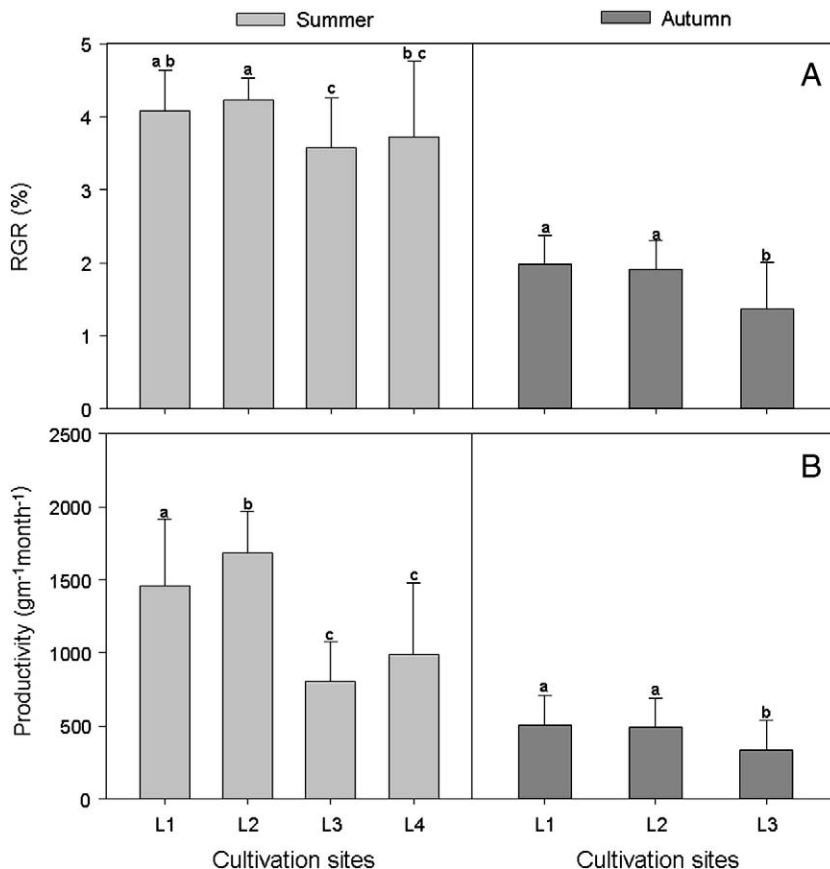 Summer Autumn
A
RGR (%)
5
4
3
2
1
0
a b a c b c a a b
B
Productivity (gm-1month-1)
2500
2000
1500
1000
500
0
a b c c a a b
L1 L2 L3 L4 L1 L2 L3
Cultivation sites Cultivation sites